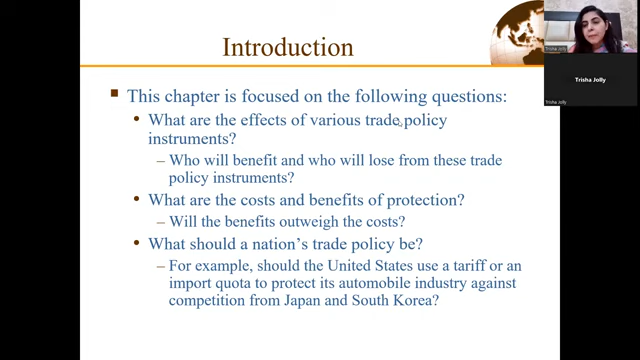 Introduction
This chapter is focused on the following questions:
What are the effects of various trade policy
instruments?
– Who will benefit and who will lose from these trade
policy instruments?
What are the costs and benefits of protection?
– Will the benefits outweigh the costs?
What should a nation's trade policy be?
– For example, should the United States use a tariff or an
import quota to protect its automobile industry against
competition from Japan and South Korea?
Trisha Jolly
Trisha Jolly
Trisha Jolly